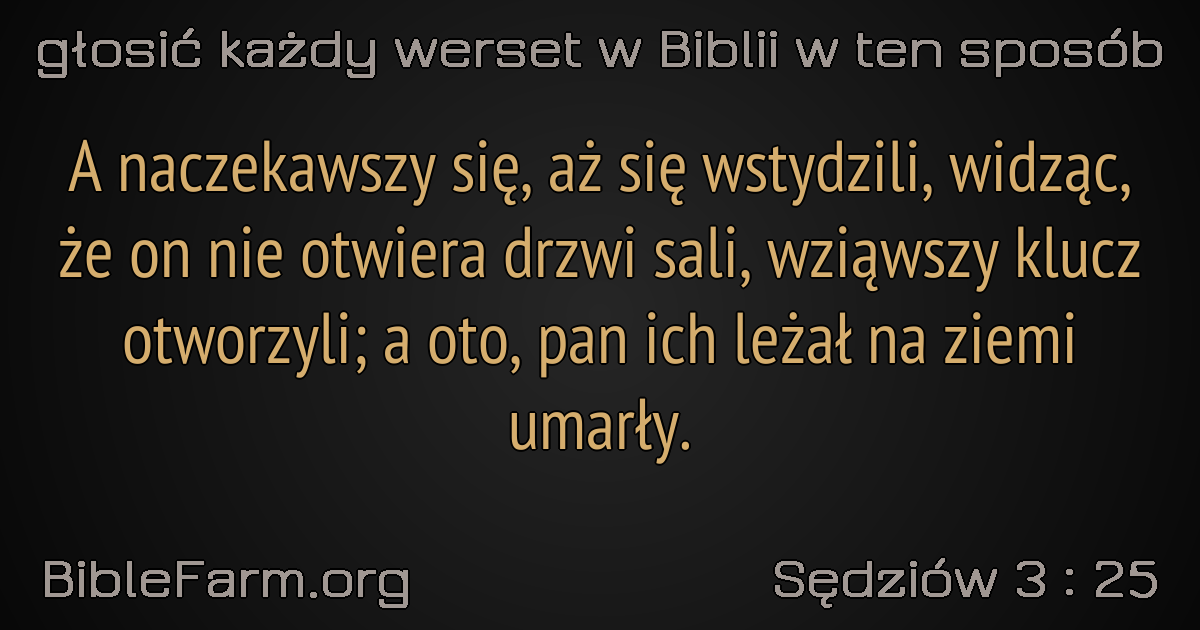 głosić każdy werset w Biblii w ten sposób
A naczekawszy się, aż się wstydzili, widząc,
że on nie otwiera drzwi sali, wziąwszy klucz
otworzyli; a oto, pan ich leżał na ziemi
umarły.
BibleFarm.org
Sędziów 3 : 25